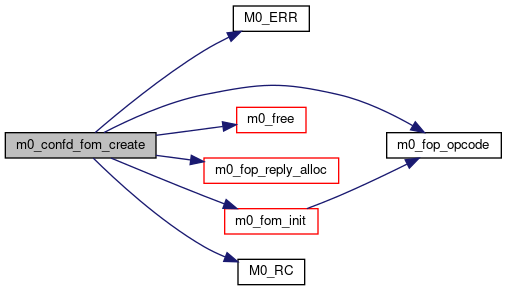 M0_ERR
m0_free
m0_confd_fom_create
m0_fop_opcode
m0_fop_reply_alloc
m0_fom_init
M0_RC